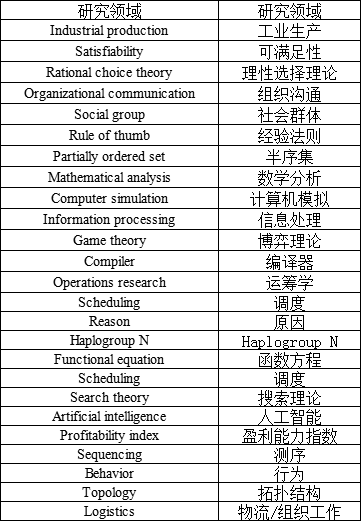 研究领域 研究领域
Industrial production 工业生产
Satisfiability 可满足性
Rational choice theory 理性选择理论
Organizational communication 组织沟通
Social group 社会群体
Rule of thumb 经验法则
Partially ordered set 半序集
Mathematical analysis 数学分析
Computer simulation 计算机模拟
Information processing 信息处理
Game theory 博弈理论
Compiler 编译器
Operations research 运筹学
Scheduling 调度
Reason 原因
Haplogroup N Haplogroup N
Functional equation 函数方程
Scheduling 调度
Search theory 搜索理论
Artificial intelligence 人工智能
Profitability index 盈利能力指数
Sequencing 测序
Behavior 行为
Topology 拓扑结构
Logistics 物流/组织工作